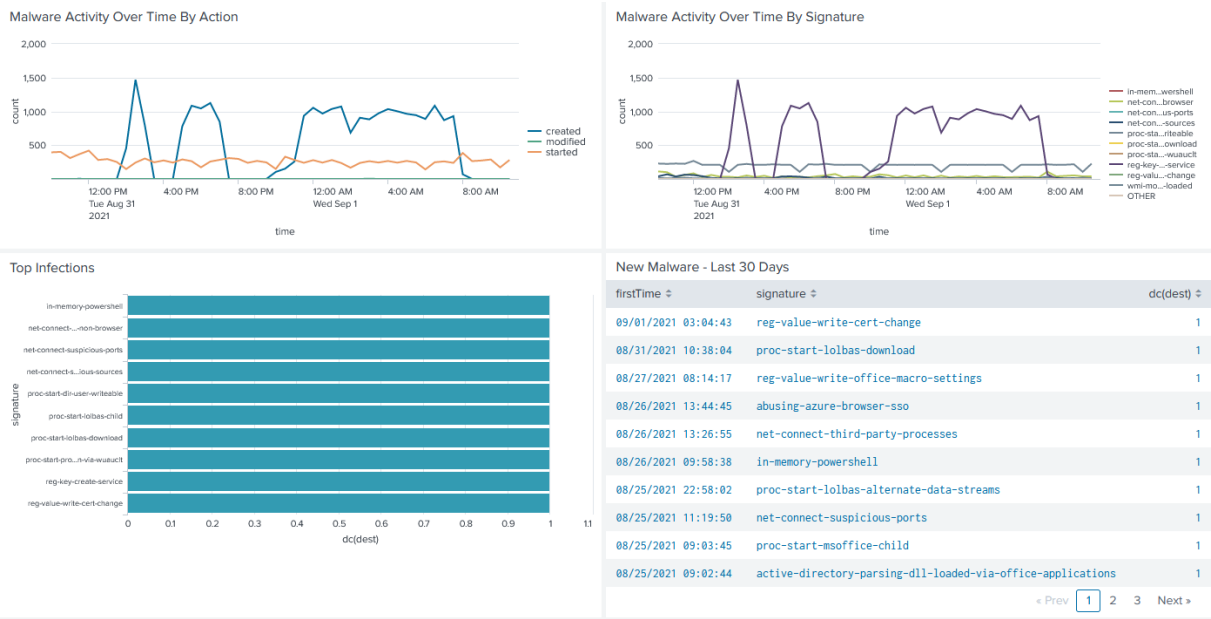 Malware Activity Over Time By Action
2,000
1,500
1,000
500
count
12:00 PM
Tue Aug 31
2021
4:00 PM
8:00 PM
12:00 AM
Wed Sep 1
4:00 AM
8:00 AM
time
created
modified
started
Malware Activity Over Time By Signature
2,000
1,500
1,000
500
count
12:00 PM
Tue Aug 31
2021
4:00 PM
8:00 PM
12:00 AM
Wed Sep 1
4:00 AM
8:00 AM
time
in-mem...wershell
net-con...browser
net-con...us-ports
net-con...-sources
proc-sta...riteable
proc-sta...ownload
proc-sta...-wuauclt
reg-key-...-service
reg-valu...-change
wmi-mo...-loaded
OTHER
Top Infections
signature
in-memory-powershell
net-connect-...-non-browser
net-connect-suspicious-ports
net-connect-s...ious-sources
proc-start-dir-user-writeable
proc-start-lolbas-child
proc-start-lolbas-download
proc-start-pro...n-via-wuauclt
reg-key-create-service
reg-value-write-cert-change
0 0.1 0.2 0.3 0.4 0.5 0.6 0.7 0.8 0.9 1 1.1
dc(dest)
New Malware - Last 30 Days
firstTime signature dc(dest)
09/01/2021 03:04:43 reg-value-write-cert-change 1
08/31/2021 10:38:04 proc-start-lolbas-download 1
08/27/2021 08:14:17 reg-value-write-office-macro-settings 1
08/26/2021 13:44:45 abusing-azure-browser-sso 1
08/26/2021 13:26:55 net-connect-third-party-processes 1
08/26/2021 09:58:38 in-memory-powershell 1
08/25/2021 22:58:02 proc-start-lolbas-alternate-data-streams 1
08/25/2021 11:19:50 net-connect-suspicious-ports 1
08/25/2021 09:03:45 proc-start-msoffice-child 1
08/25/2021 09:02:44 active-directory-parsing-dll-loaded-via-office-applications 1
« Prev 1 2 3 Next »